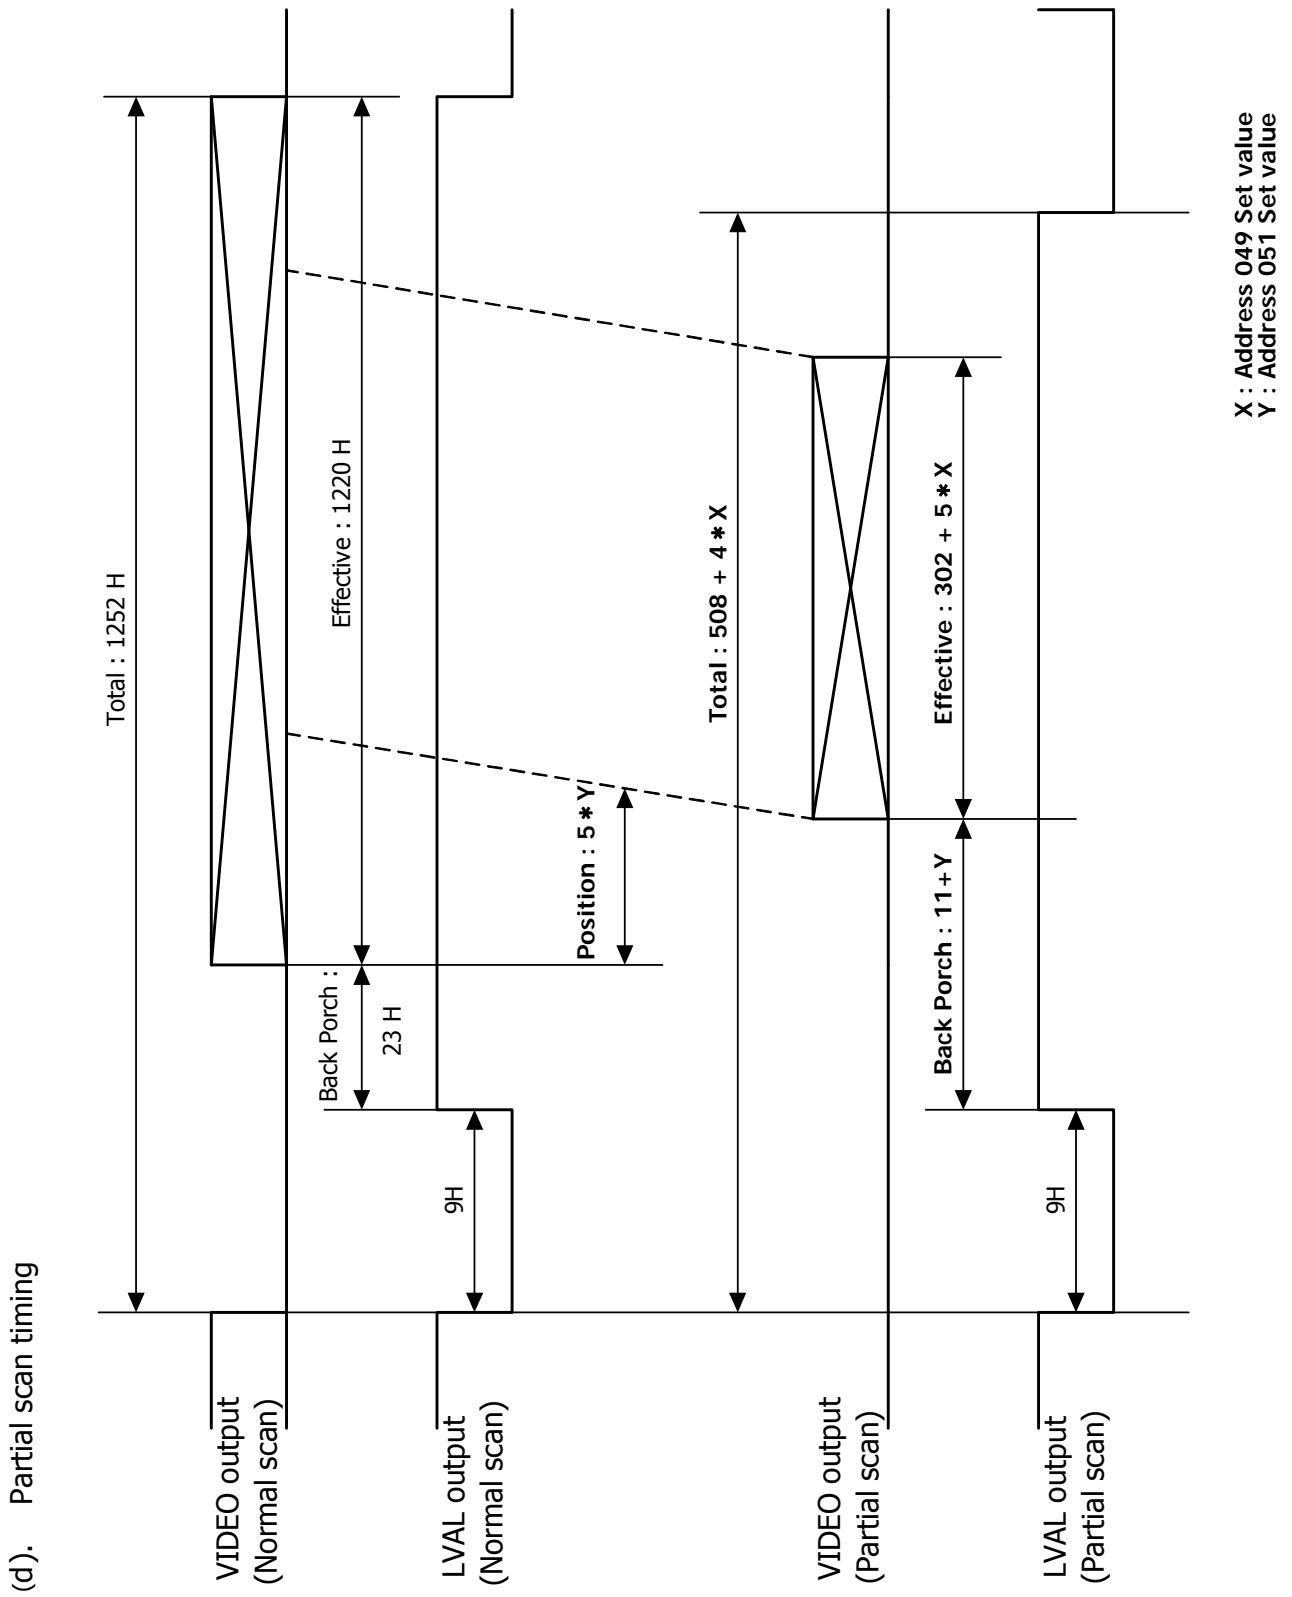 (d). Partial scan timing
VIDEO output
(Normal scan)
Total : 1252 H
Effective : 1220 H
Back Porch :
23 H
LVAL output
(Normal scan)
9H
Position : 5 * Y
VIDEO output
(Partial scan)
Total : 508 + 4 * X
Effective : 302 + 5 * X
Back Porch : 11+Y
LVAL output
(Partial scan)
9H
X : Address 049 Set value
Y : Address 051 Set value